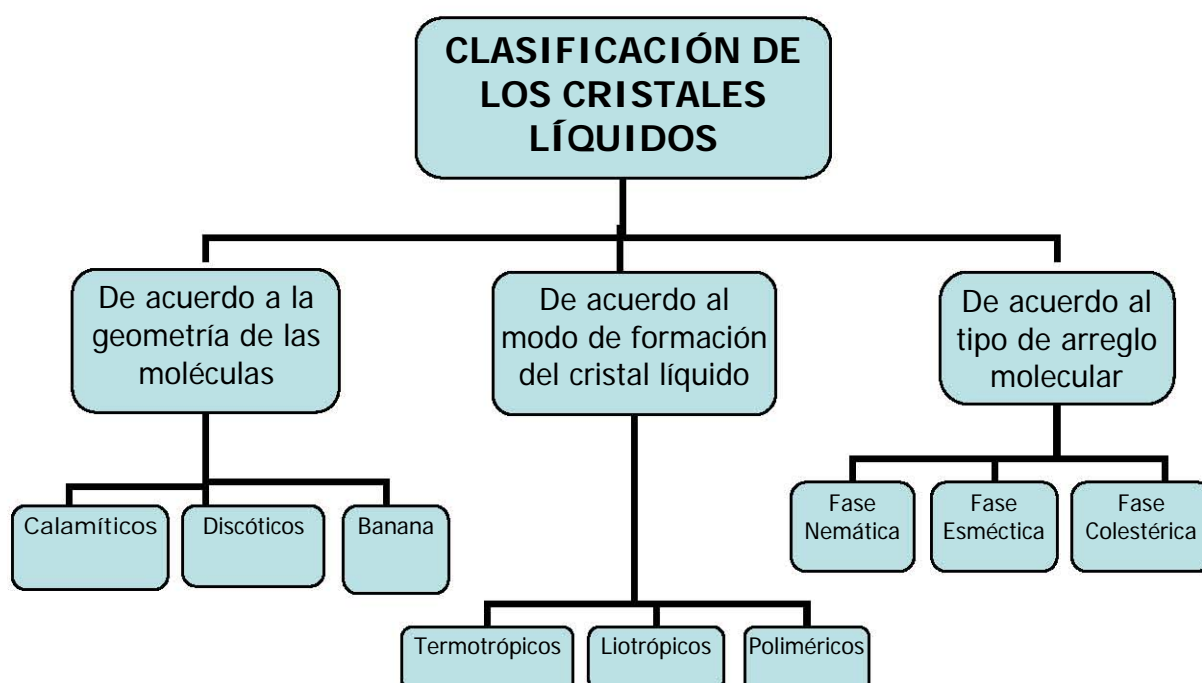 CLASIFICACIÓN DE
LOS CRISTALES
LÍQUIDOS
De acuerdo a la
geometría de las
moléculas
De acuerdo al
modo de formación
del cristal líquido
De acuerdo al
tipo de arreglo
molecular
Calamíticos
Discóticos
Banana
Fase
Nemática
Fase
Esméctica
Fase
Colestérica
Termotrópicos
Liotrópicos
Poliméricos